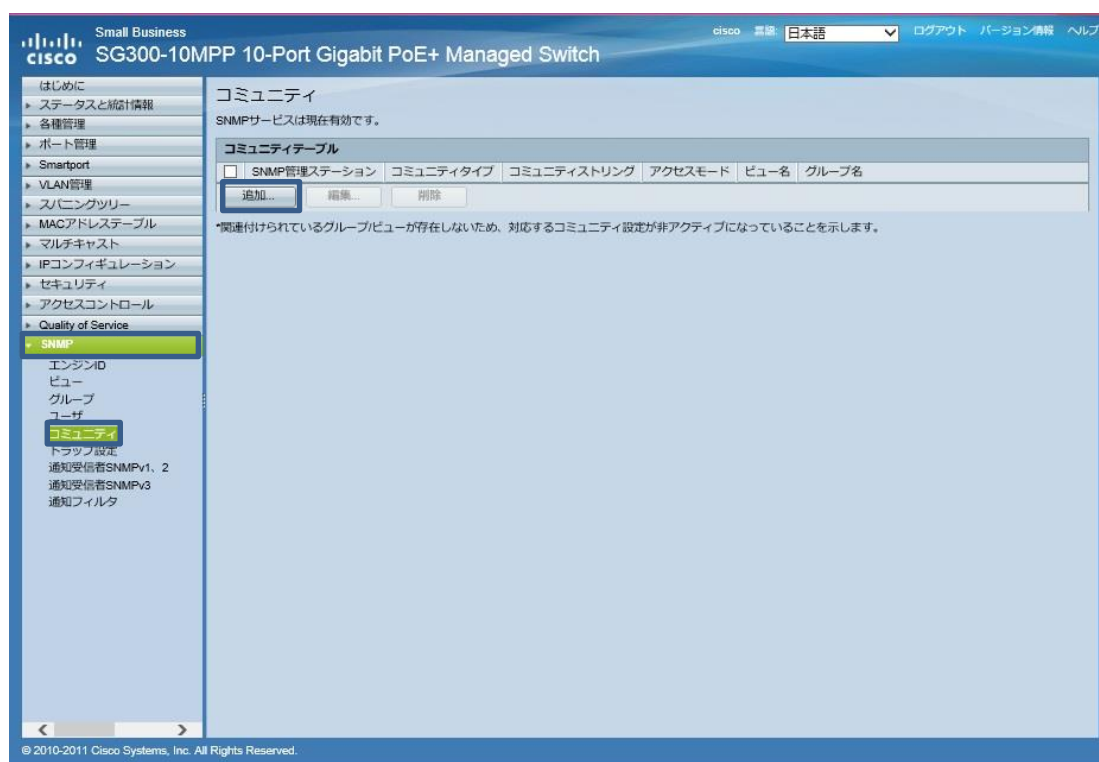 Small Business
cisco SG300-10MPP 10-Port Gigabit PoE+ Managed Switch
cisco 言語: 日本語 ログアウト バージョン情報 ヘルプ
はじめに
ステータスと統計情報
各種管理
ポート管理
Smartport
VLAN管理
スパニングツリー
MACアドレステーブル
マルチキャスト
IPコンフィギュレーション
セキュリティ
アクセスコントロール
Quality of Service
SNMP
エンジンID
ビュー
グループ
ユーザ
コミュニティ
トラップ設定
通知受信者SNMPv1、2
通知受信者SNMPv3
通知フィルタ
コミュニティ
SNMPサービスは現在有効です。
コミュニティテーブル
SNMP管理ステーション コミュニティタイプ コミュニティストリング アクセスモード ビュー名 グループ名
追加... 編集... 削除
*関連付けられているグループ/ビューが存在しないため、対応するコミュニティ設定が非アクティブになっていることを示します。
© 2010-2011 Cisco Systems, Inc. All Rights Reserved.